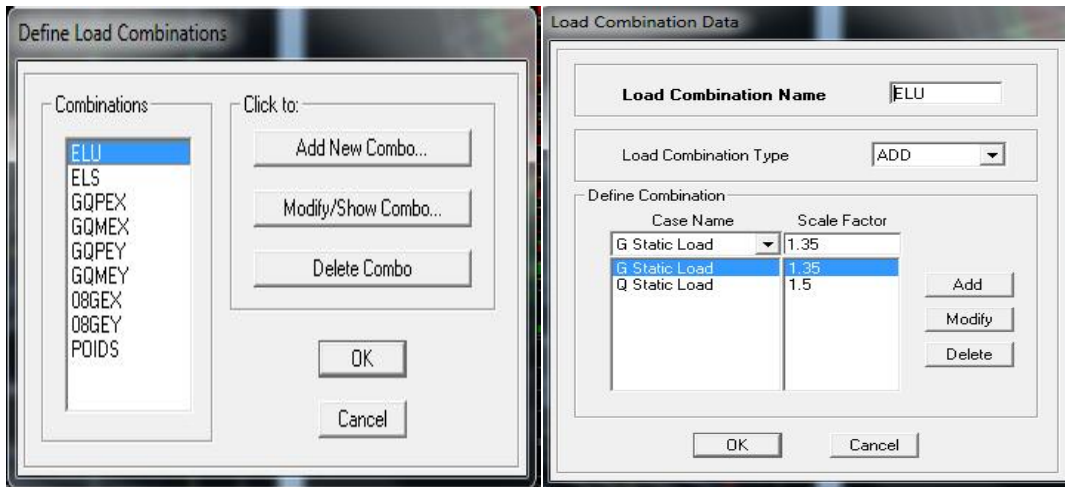 Define Load Combinations
Combinations
ELU
ELS
GQPEX
GQMEX
GQPEY
GQMEY
08GEX
08GEY
POIDS
Click to:
Add New Combo...
Modify/Show Combo...
Delete Combo
OK
Cancel
Load Combination Data
Load Combination Name ELU
Load Combination Type ADD
Define Combination
Case Name Scale Factor
G Static Load 1.35
G Static Load 1.35
Q Static Load 1.5
Add
Modify
Delete
OK Cancel